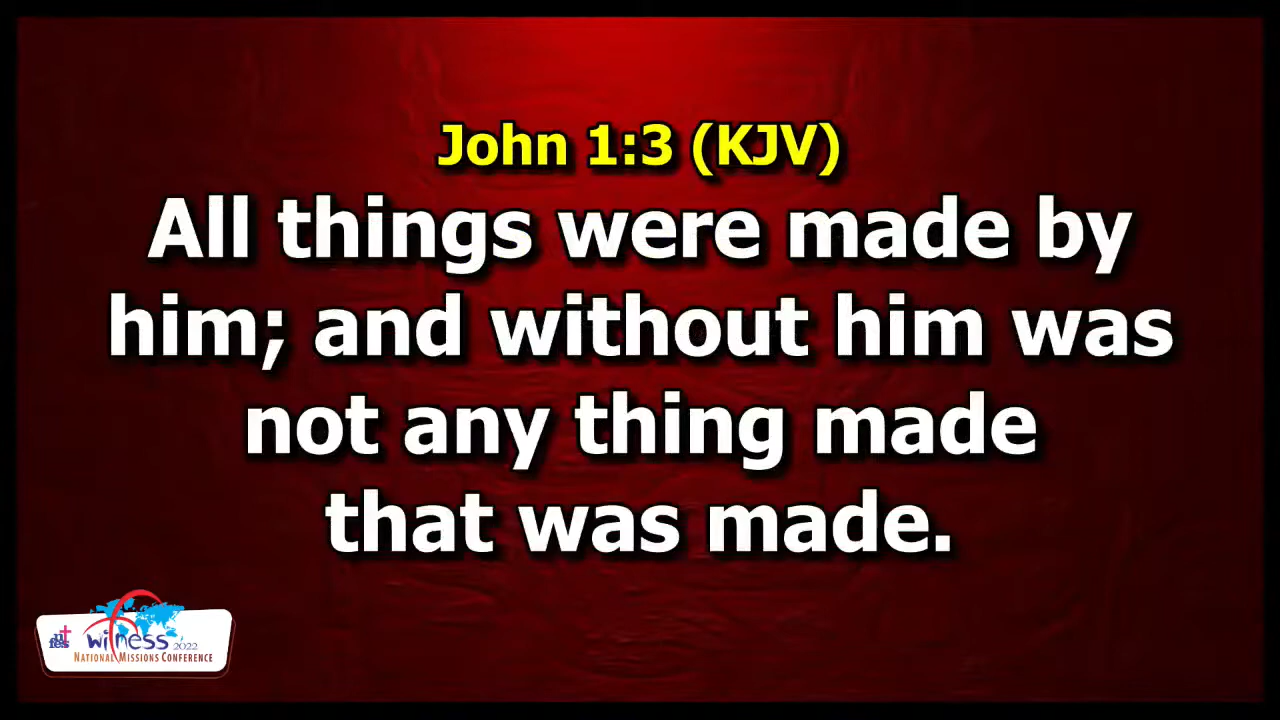 John 1:3 (KJV)
All things were made by
him; and without him was
not any thing made
that was made.
nifes
witness 2022
National Missions Conference